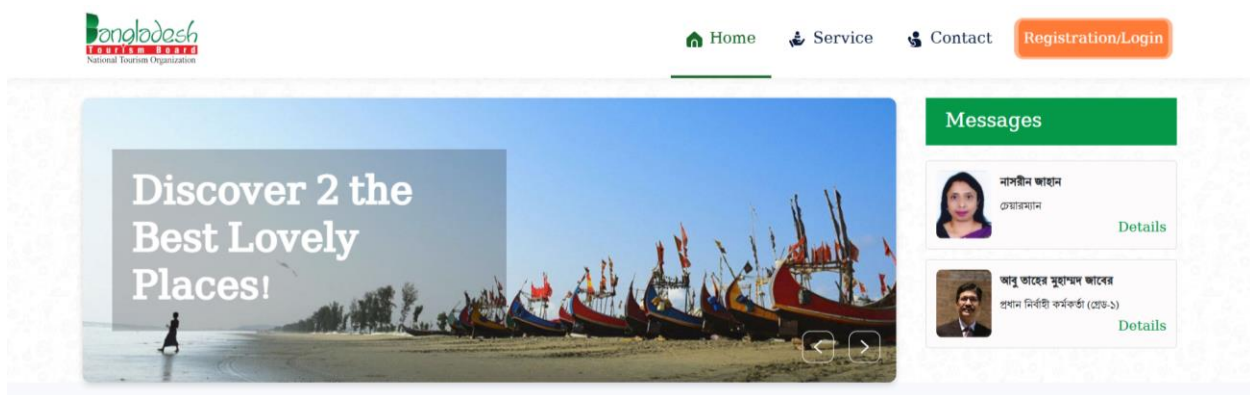 Bangladesh
Tourism Board
National Tourism Organization
Home
Service
Contact
Registration/Login
Discover 2 the
Best Lovely
Places!
Messages
নাসরীন জাহান
চেয়ারম্যান
Details
আবু তাহের মুহাম্মদ জাবের
প্রধান নির্বাহী কর্মকর্তা (গ্রেড-১)
Details